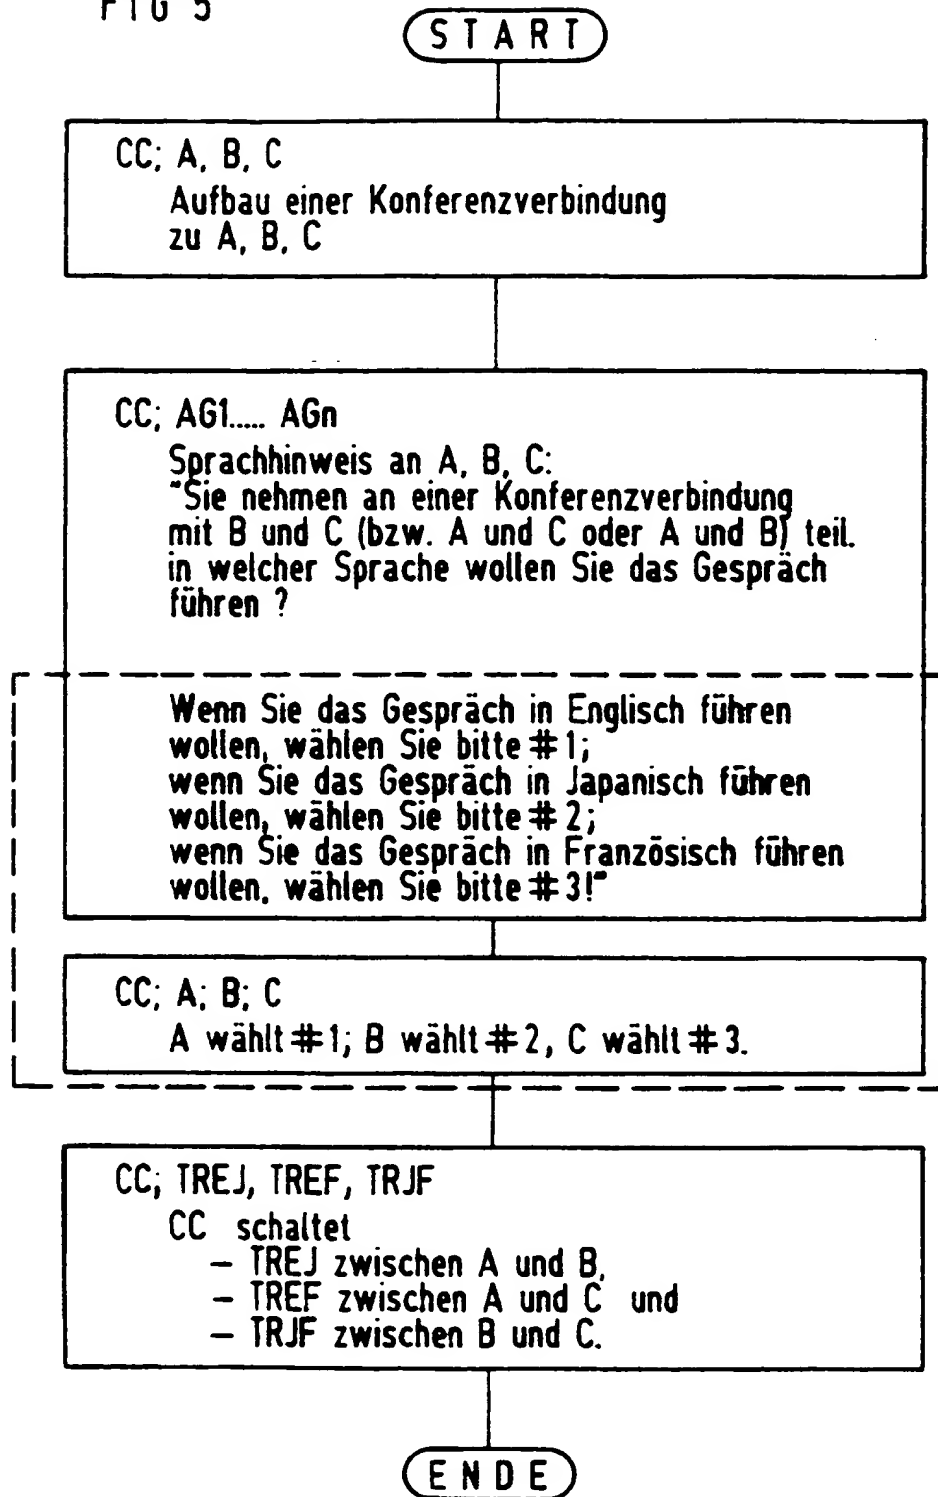 FIG 5
START
CC; A, B, C
Aufbau einer Konferenzverbindung
zu A, B, C
CC; AG1..... AGn
Sprachhinweis an A, B, C:
"Sie nehmen an einer Konferenzverbindung
mit B und C (bzw. A und C oder A und B) teil.
in welcher Sprache wollen Sie das Gespräch
führen ?
Wenn Sie das Gespräch in Englisch führen
wollen, wählen Sie bitte #1;
wenn Sie das Gespräch in Japanisch führen
wollen, wählen Sie bitte #2;
wenn Sie das Gespräch in Französisch führen
wollen, wählen Sie bitte #3!"
CC; A; B; C
A wählt #1; B wählt #2, C wählt #3.
CC; TREJ, TREF, TRJF
CC schaltet
– TREJ zwischen A und B,
– TREF zwischen A und C und
– TRJF zwischen B und C.
ENDE